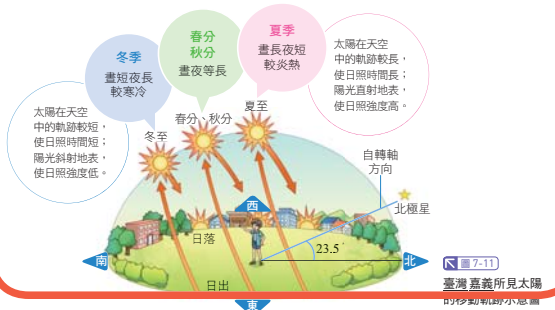 冬季
晝短夜長
較寒冷
春分
秋分
晝夜等長
夏季
晝長夜短
較炎熱
太陽在天空
中的軌跡較短，
使日照時間短；
陽光斜射地表，
使日照強度低。
太陽在天空
中的軌跡較長，
使日照時間長；
陽光直射地表，
使日照強度高。
冬至
春分、秋分
夏至
自轉軸
方向
北極星
西
日落
23.5°
南
北
日出
東
圖 7-11
臺灣嘉義所見太陽
的移動軌跡示意圖